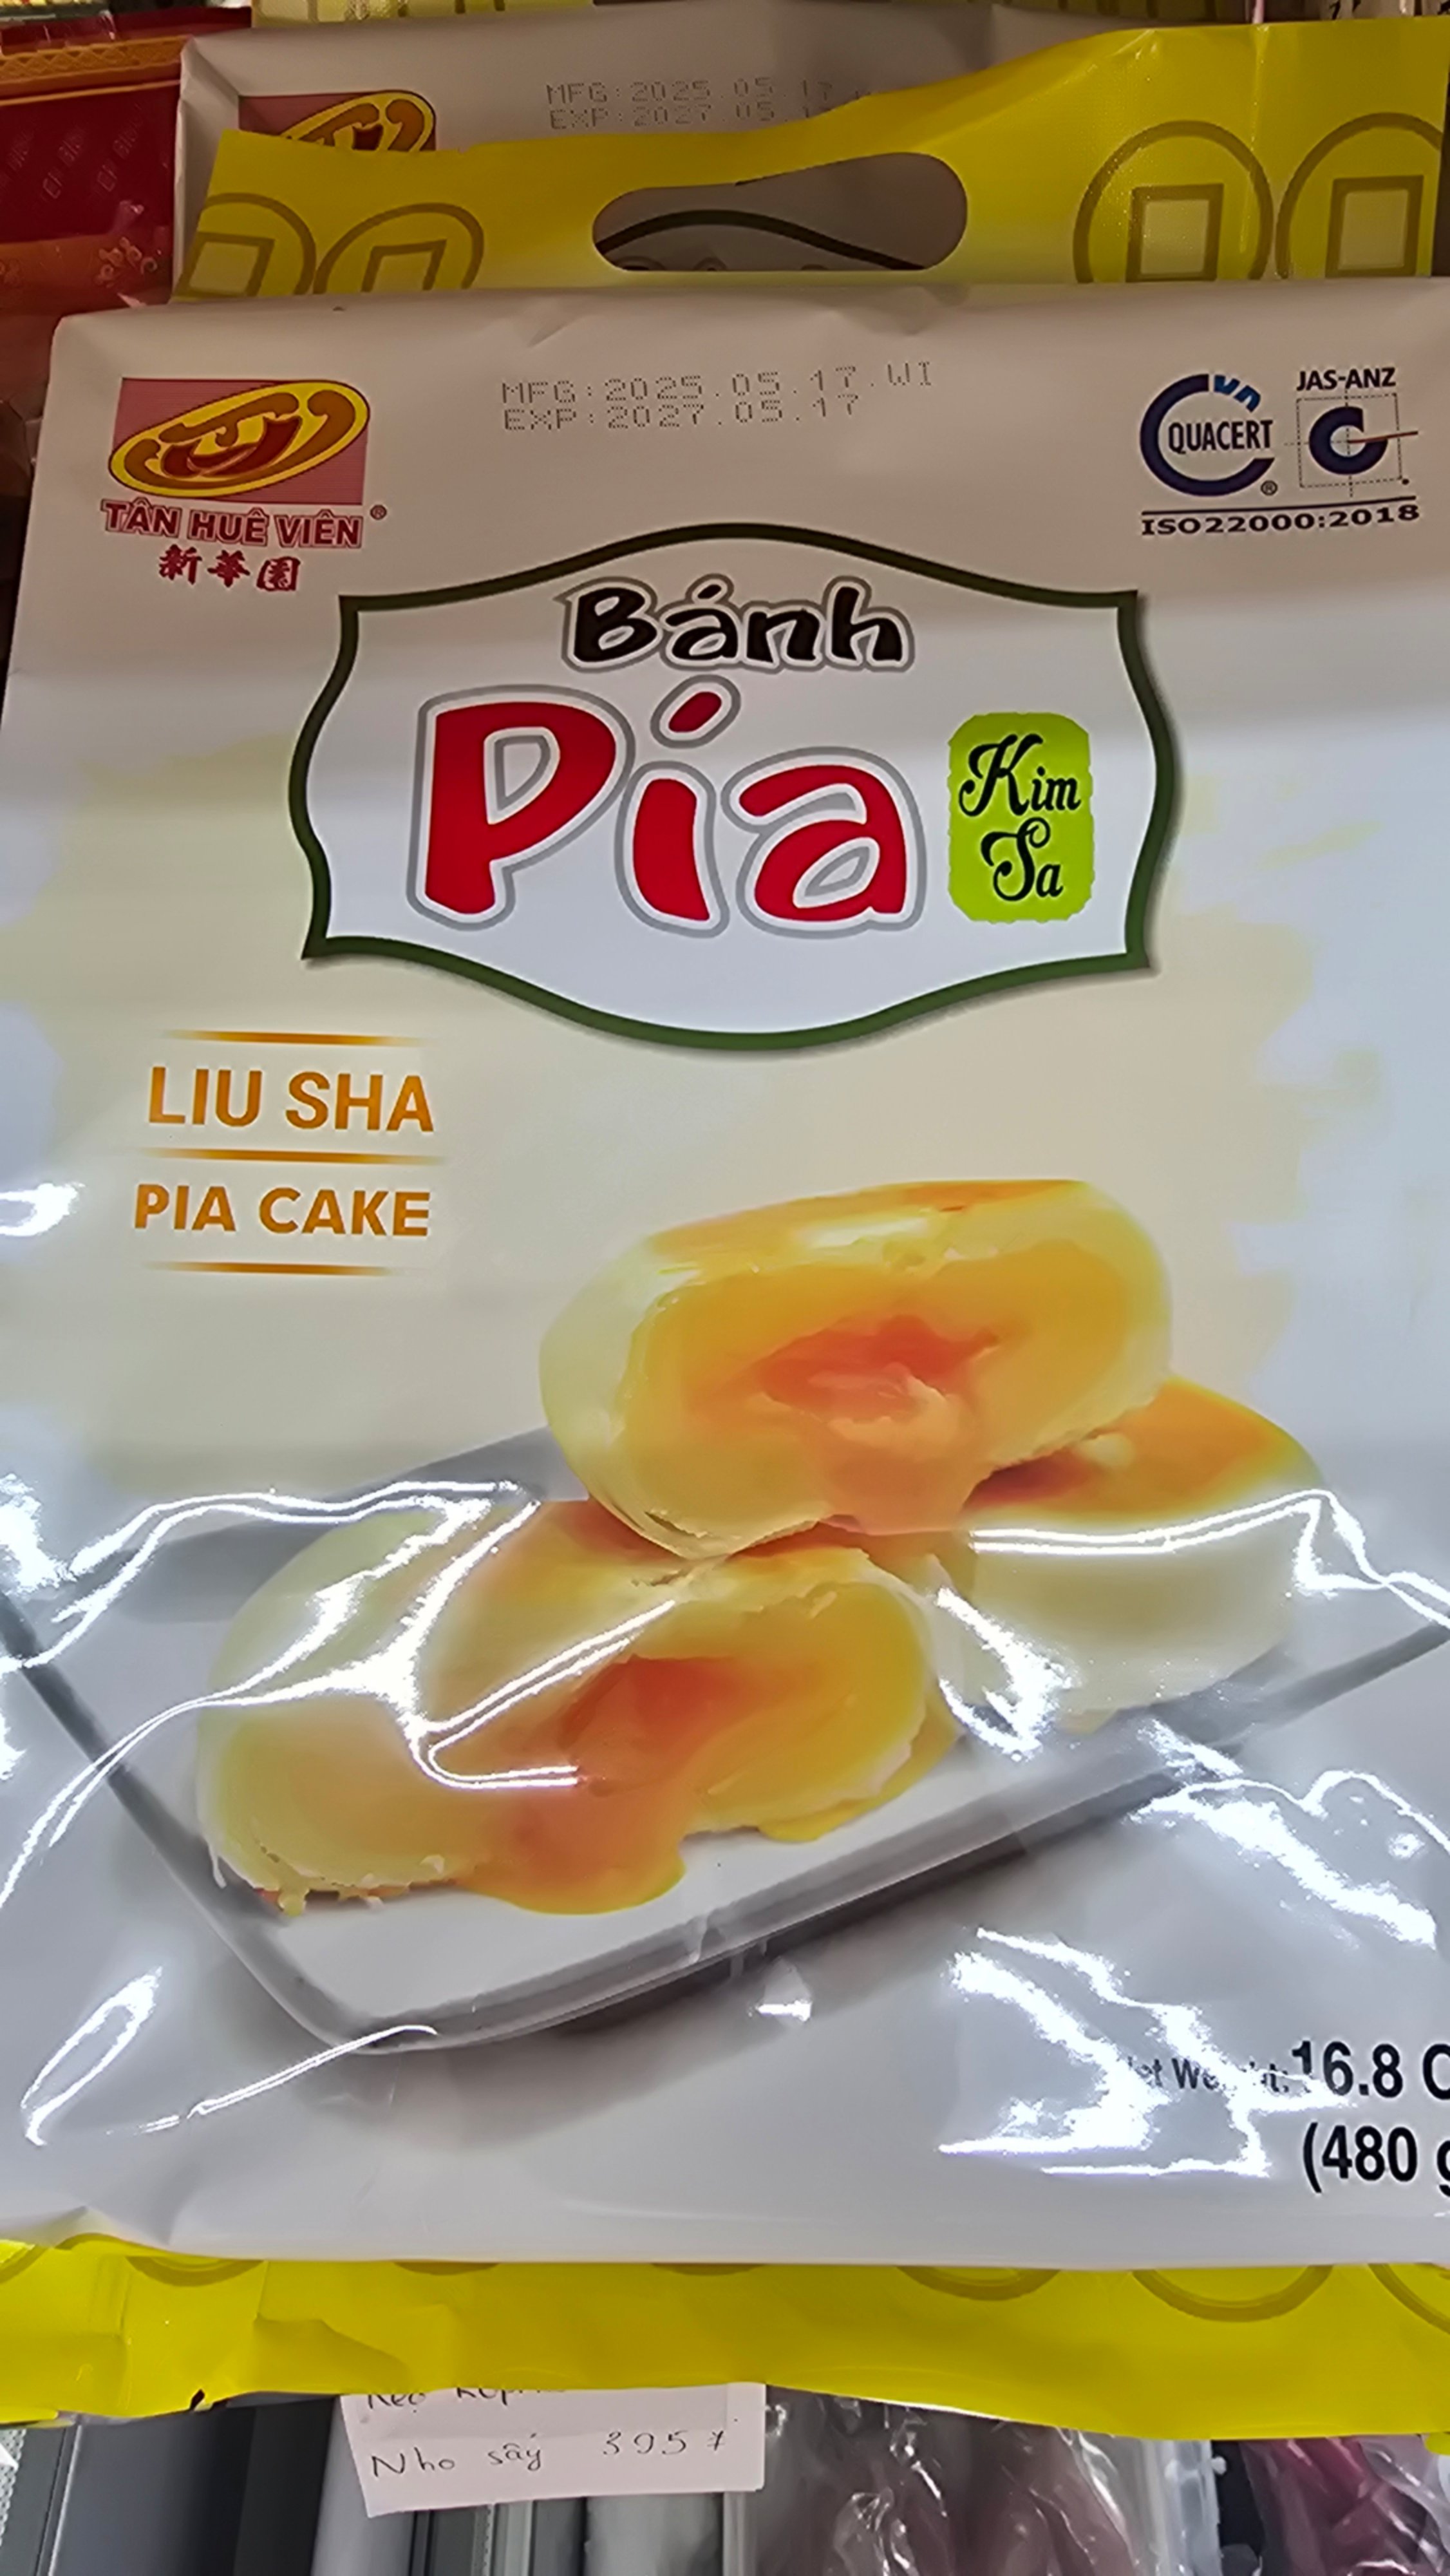 MFG:2025.05.17
EXP:2027.05.17
TÂN HUÊ VIÊN®
新華園
MFG:2025.05.17.WI
EXP:2027.05.17
QUACERT
®
JAS-ANZ
ISO22000:2018
Bánh
Pía
Kim
Sa
LIU SHA
PIA CAKE
16.8
(480 g
Nho sấy 395